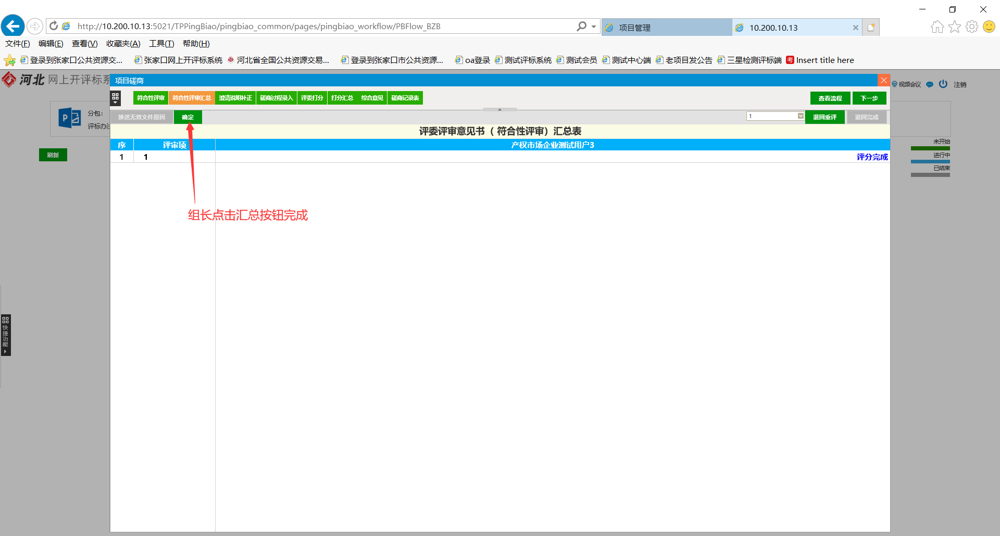 http://10.200.10.13:5021/TPPingBiao/pingbiao_common/pages/pingbiao_workflow/PBFlow_BZB
项目管理
10.200.10.13
文件(F) 编辑(E) 查看(V) 收藏夹(A) 工具(T) 帮助(H)
登录到张家口公共资源交... 张家口网上开评标系统 河北省全国公共资源交易... 登录到张家口市公共资源... oa登录 测试评标系统 测试会员 测试中心端 老项目发公告 三星检测评标端 考 Insert title here
河北 网上开评标系
项目磋商
视频会议 注销
符合性评审 符合性评审汇总 澄清说明补正 磋商过程录入 评委打分 打分汇总 综合意见 磋商记录表
查看流程 下一步
分包:
推送无效文件原因 确定
1 退回重评 退回完成
评标办法
评委评审意见书（ 符合性评审）汇总表
序 评审项 产权市场企业测试用户3
1 1 评分完成
未开始
进行中
已结束
刷新
组长点击汇总按钮完成
快捷功能